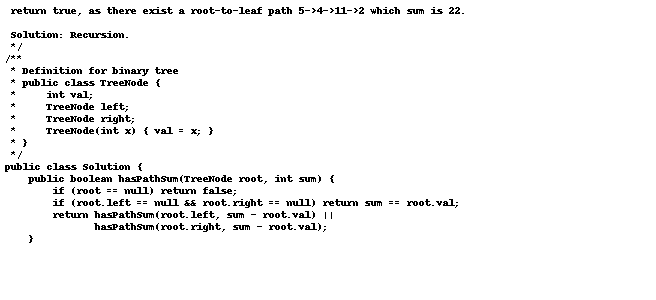 return true, as there exist a root-to-leaf path 5->4->11->2 which sum is 22.

Solution: Recursion.
*/
/**
* Definition for binary tree
* public class TreeNode {
*     int val;
*     TreeNode left;
*     TreeNode right;
*     TreeNode(int x) { val = x; }
* }
*/
public class Solution {
    public boolean hasPathSum(TreeNode root, int sum) {
        if (root == null) return false;
        if (root.left == null && root.right == null) return sum == root.val;
        return hasPathSum(root.left, sum - root.val) ||
               hasPathSum(root.right, sum - root.val);
    }